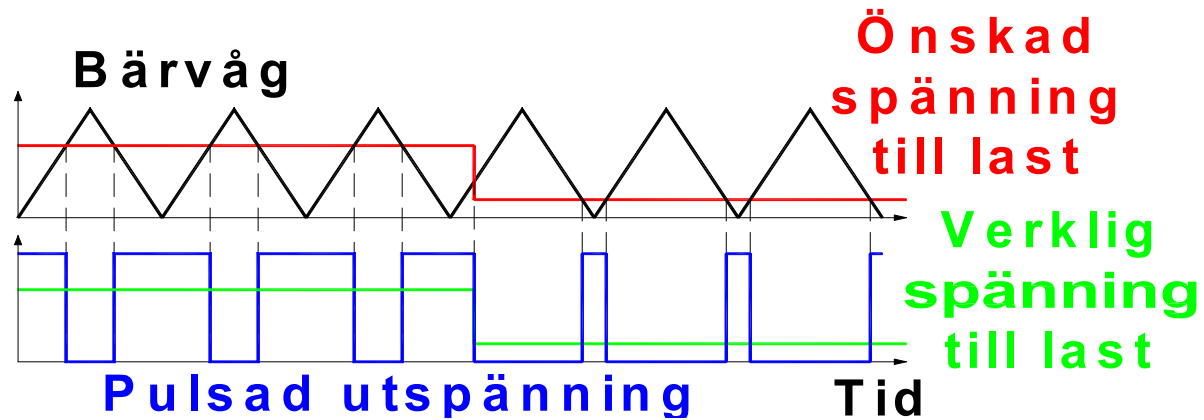 Bärvåg
Önskad
spänning
till last
Verklig
spänning
till last
Pulsad utspänning
Tid